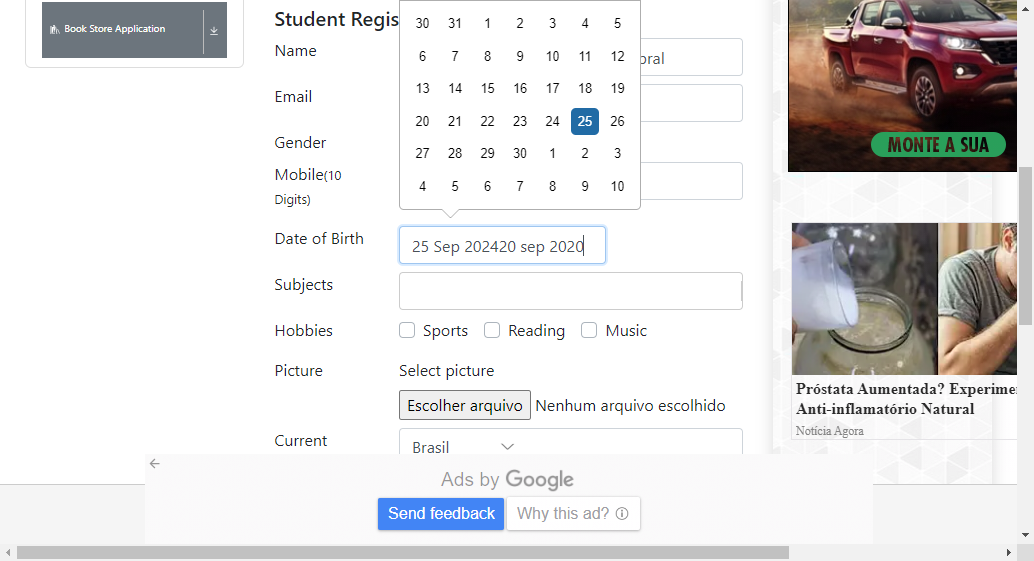 Book Store Application
Student Regis
30 31 1 2 3 4 5
6 7 8 9 10 11 12
13 14 15 16 17 18 19
20 21 22 23 24 25 26
27 28 29 30 1 2 3
4 5 6 7 8 9 10
Name
oral
Email
Gender
Mobile(10
Digits)
Date of Birth
25 Sep 202420 sep 2020
Subjects
Hobbies
Sports Reading Music
Picture
Select picture
Escolher arquivo Nenhum arquivo escolhido
Current
Brasil
MONTE A SUA
Próstata Aumentada? Experime
Anti-inflamatório Natural
Notícia Agora
Ads by Google
Send feedback
Why this ad?